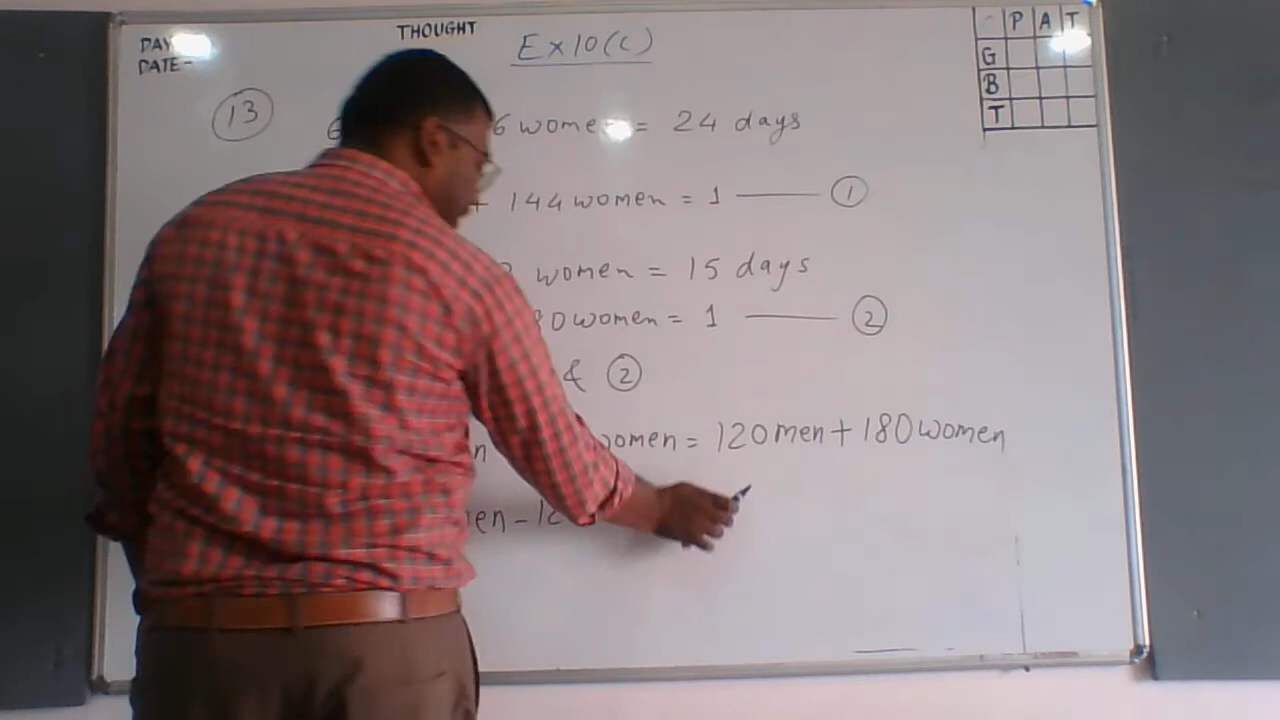 DAY
DATE-
THOUGHT
Ex 10 (C)
P A T
G
B
T
13
6 women = 24 days
+ 144 women = 1 —— 1
women = 15 days
80 women = 1 —— 2
& 2
women = 120 men + 180 women
en - 12